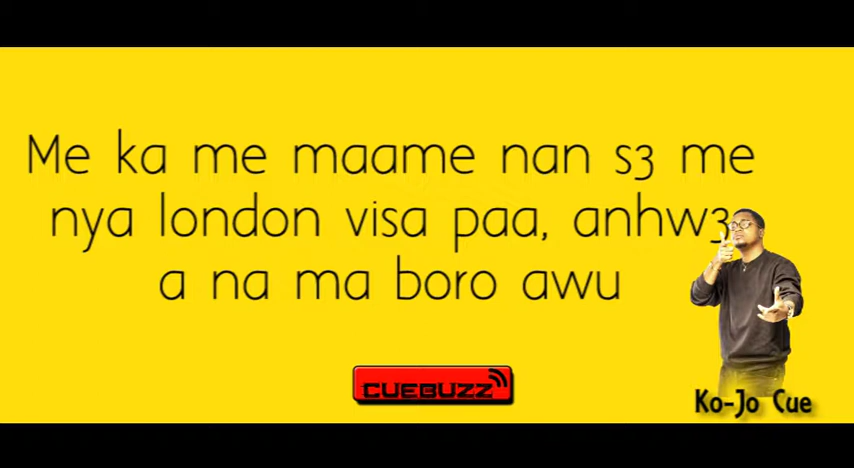 Me ka me maame nan s3 me
nya london visa paa, anhw3
a na ma boro awu
CUEBUZZ
Ko-Jo Cue